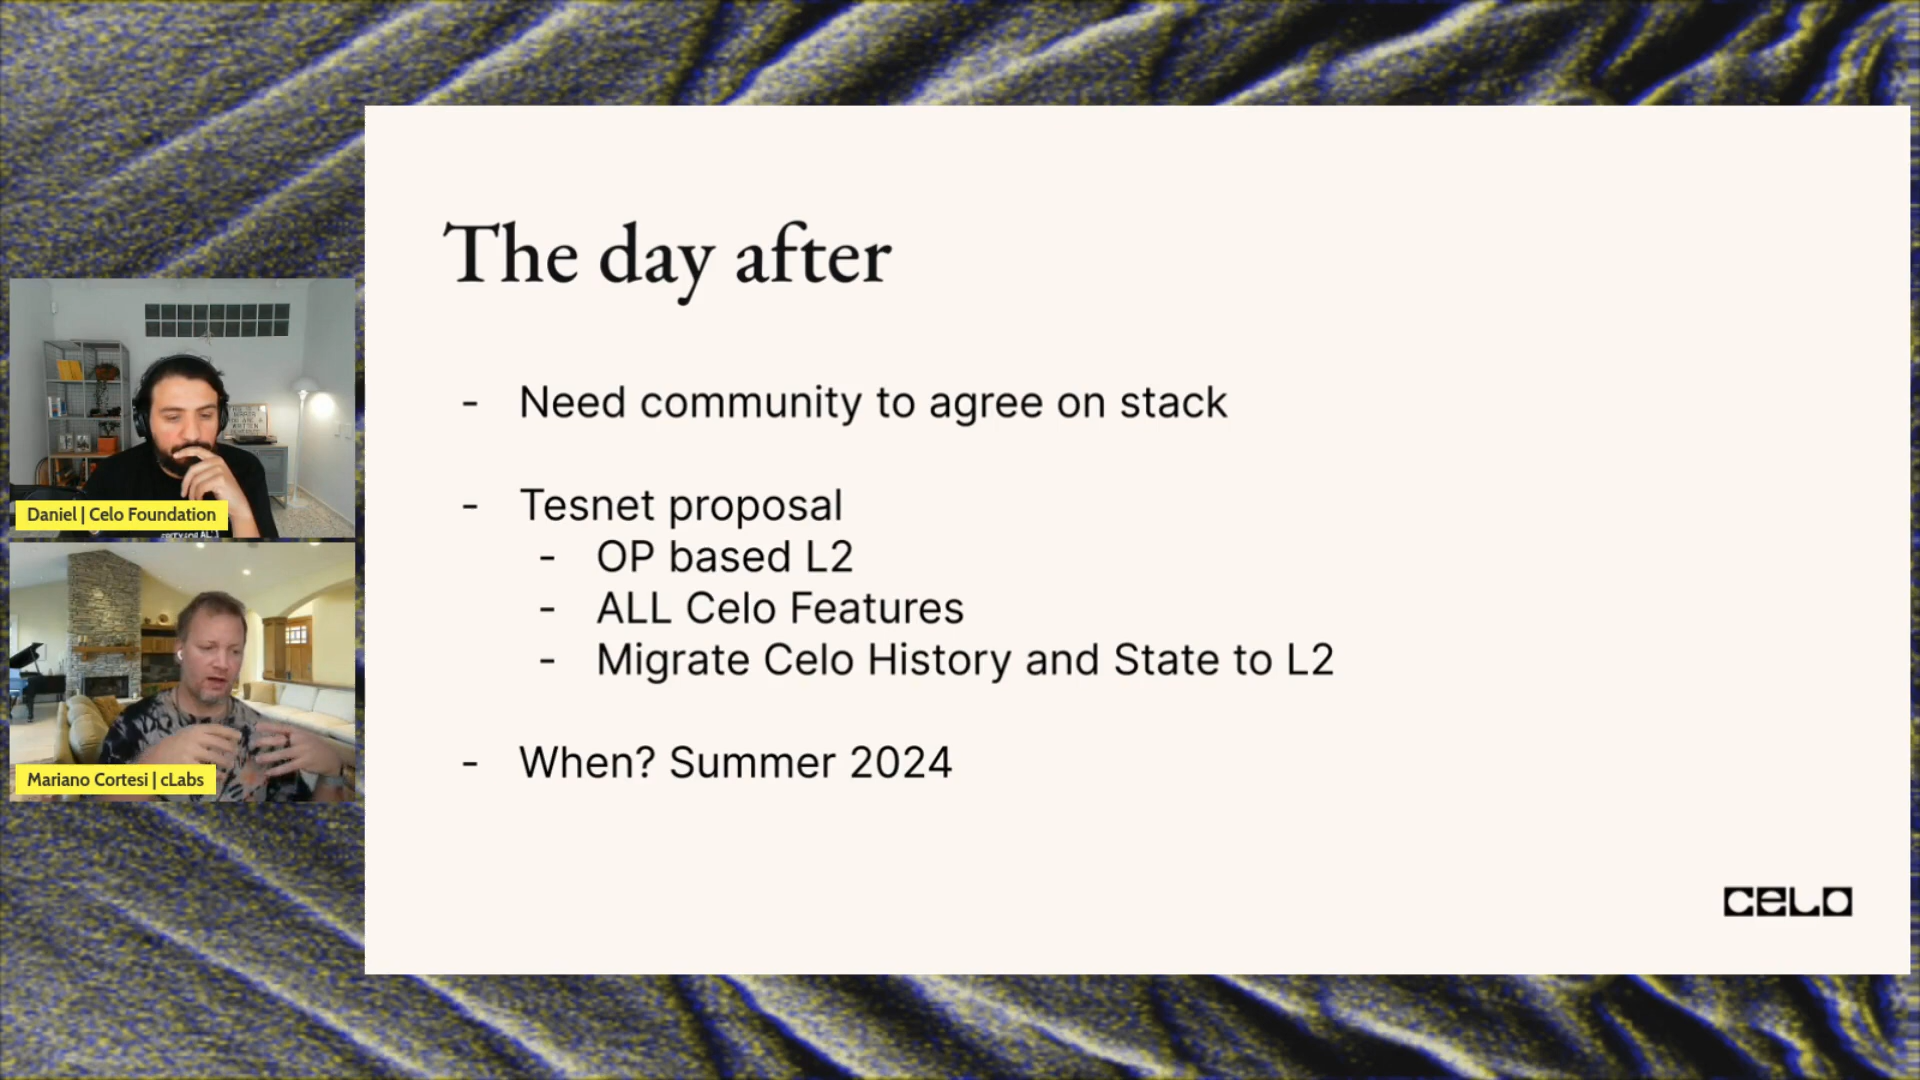 The day after
- Need community to agree on stack
- Tesnet proposal
- OP based L2
- ALL Celo Features
- Migrate Celo History and State to L2
- When? Summer 2024
CELO
Daniel | Celo Foundation
Mariano Cortesi | cLabs